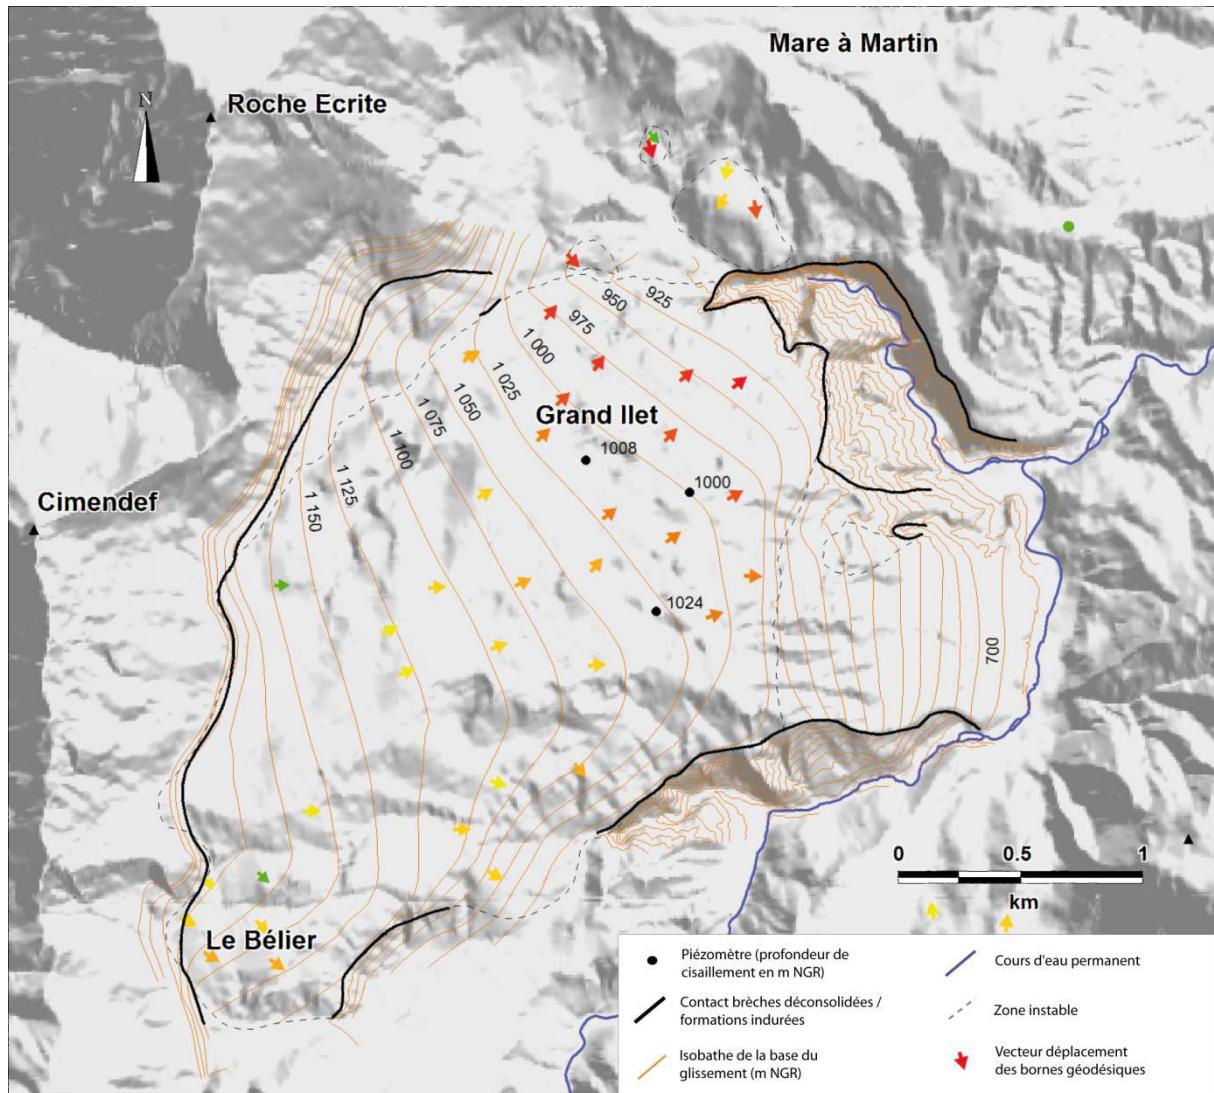 Mare à Martin
Roche Ecrite
N
925
950
975
1 000
1 025
1 050
1 075
1 100
1 125
1 150
Grand Ilet
1008
1000
Cimendef
1024
700
Le Bélier
0 0.5 1
km
Piézomètre (profondeur de
cisaillement en m NGR)
Contact brèches déconsolidées /
formations indurées
Isobathe de la base du
glissement (m NGR)
Cours d'eau permanent
Zone instable
Vecteur déplacement
des bornes géodésiques